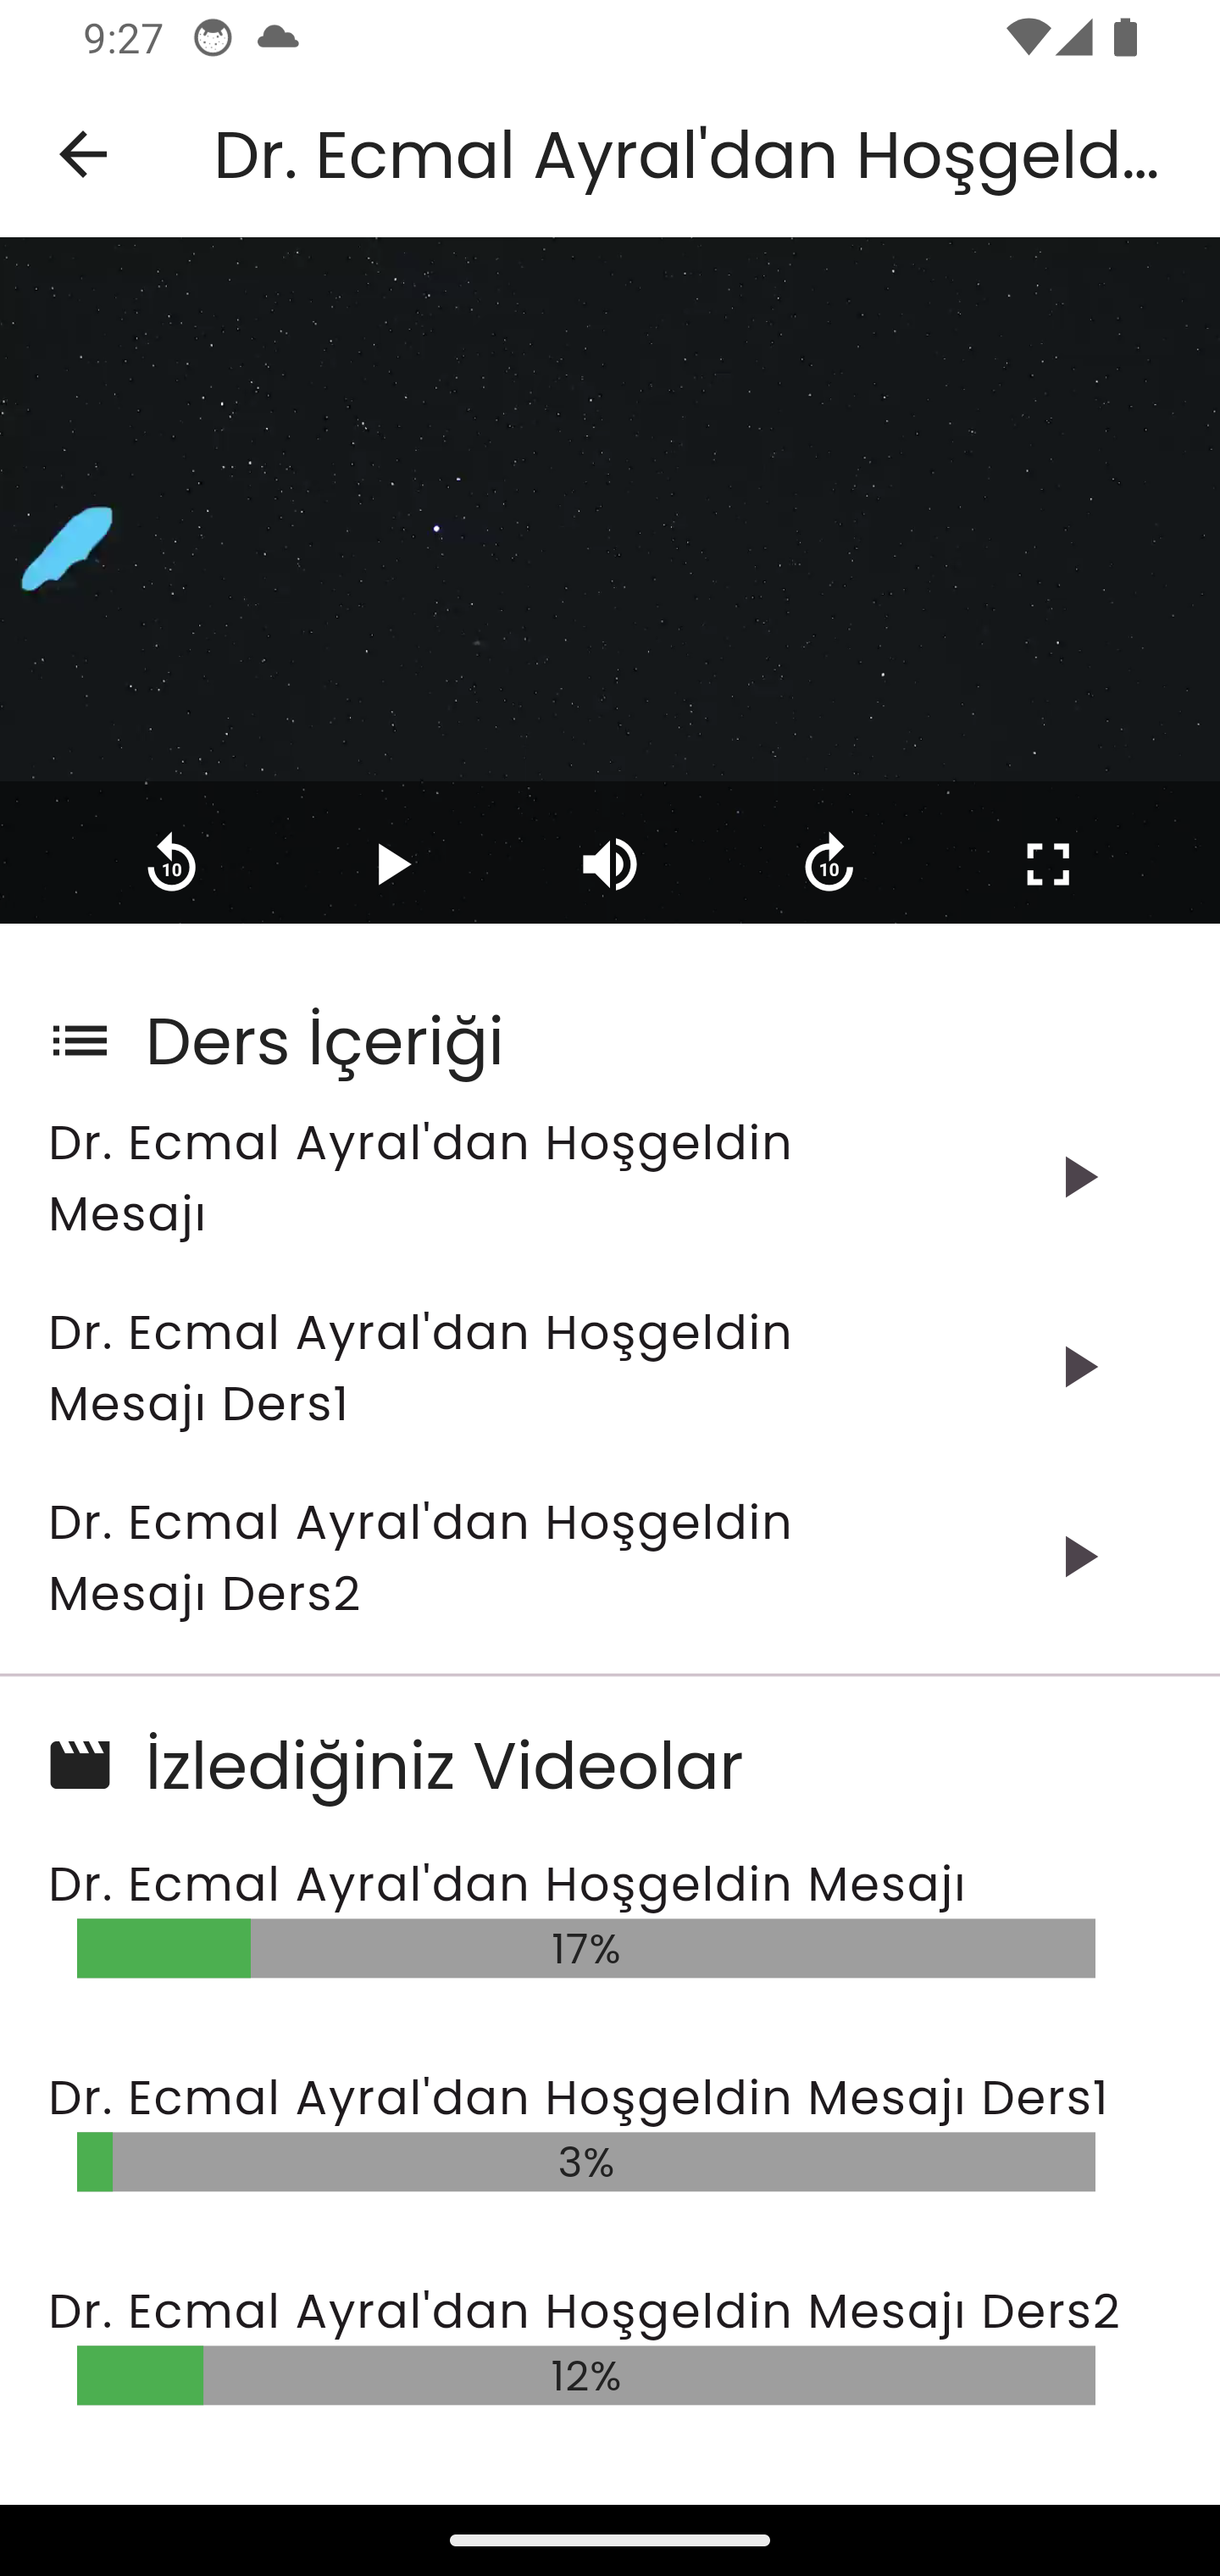 9:27
Dr. Ecmal Ayral'dan Hoşgeld...
10
10
Ders İçeriği
Dr. Ecmal Ayral'dan Hoşgeldin
Mesajı
Dr. Ecmal Ayral'dan Hoşgeldin
Mesajı Ders1
Dr. Ecmal Ayral'dan Hoşgeldin
Mesajı Ders2
İzlediğiniz Videolar
Dr. Ecmal Ayral'dan Hoşgeldin Mesajı
17%
Dr. Ecmal Ayral'dan Hoşgeldin Mesajı Ders1
3%
Dr. Ecmal Ayral'dan Hoşgeldin Mesajı Ders2
12%